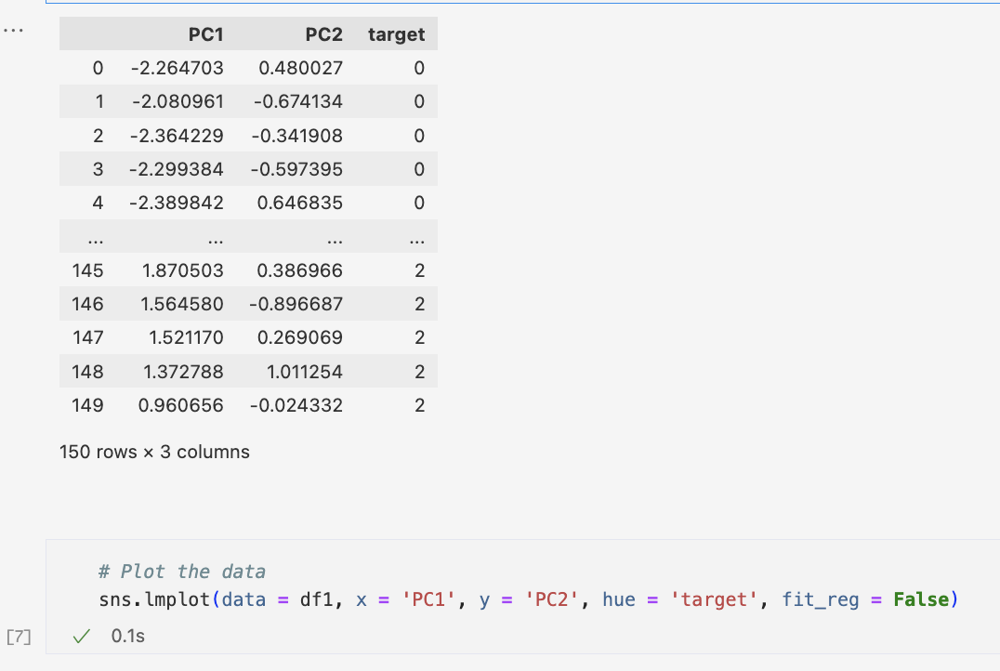 ...
PC1 PC2 target
0 -2.264703 0.480027 0
1 -2.080961 -0.674134 0
2 -2.364229 -0.341908 0
3 -2.299384 -0.597395 0
4 -2.389842 0.646835 0
... ... ... ...
145 1.870503 0.386966 2
146 1.564580 -0.896687 2
147 1.521170 0.269069 2
148 1.372788 1.011254 2
149 0.960656 -0.024332 2
150 rows × 3 columns
# Plot the data
sns.lmplot(data = df1, x = 'PC1', y = 'PC2', hue = 'target', fit_reg = False)
[7] ✓ 0.1s